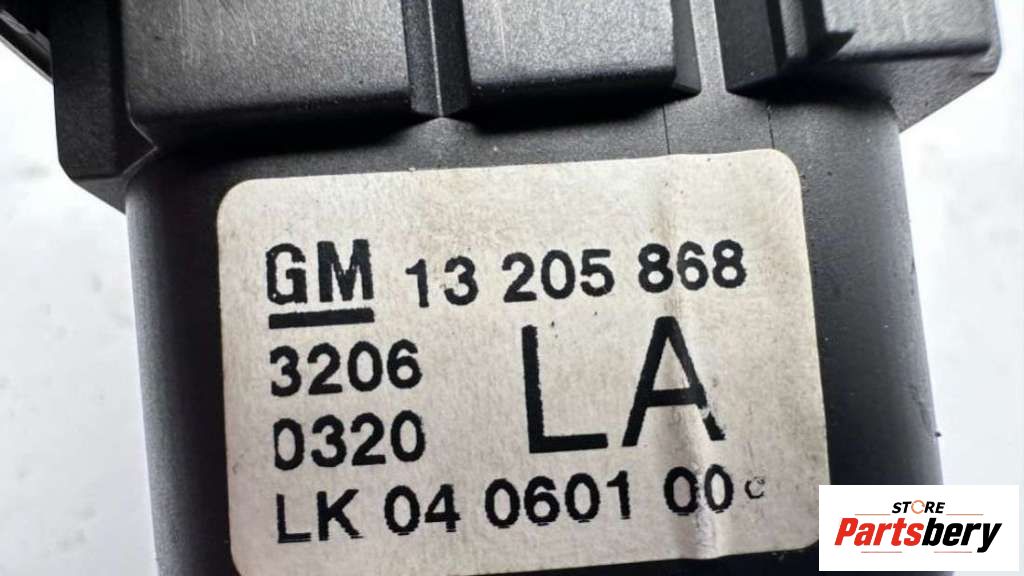 GM 13 205 868
3206
0320
LA
LK 04 0601 00 C
STORE
Partsbery